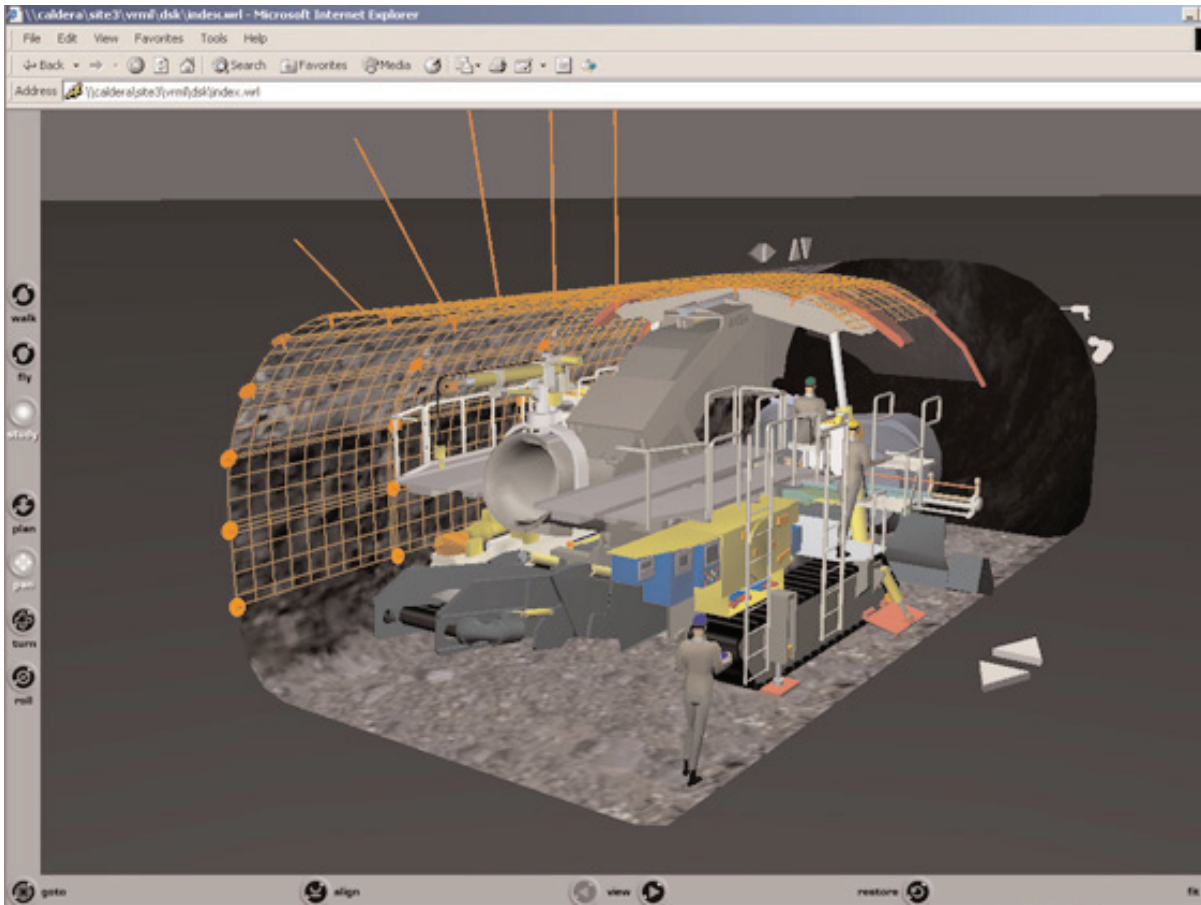 \\caldera\site3\vrml\dsk\index.wrl - Microsoft Internet Explorer
File Edit View Favorites Tools Help
Back Search Favorites Media
Address \\caldera\site3\vrml\dsk\index.wrl
walk
fly
study
plan
pan
turn
roll
goto align view restore fit